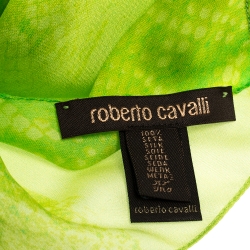 roberto cavalli
100%
SETA
SILK
SOIE
SEIDE
SEDA
roberto cavalli